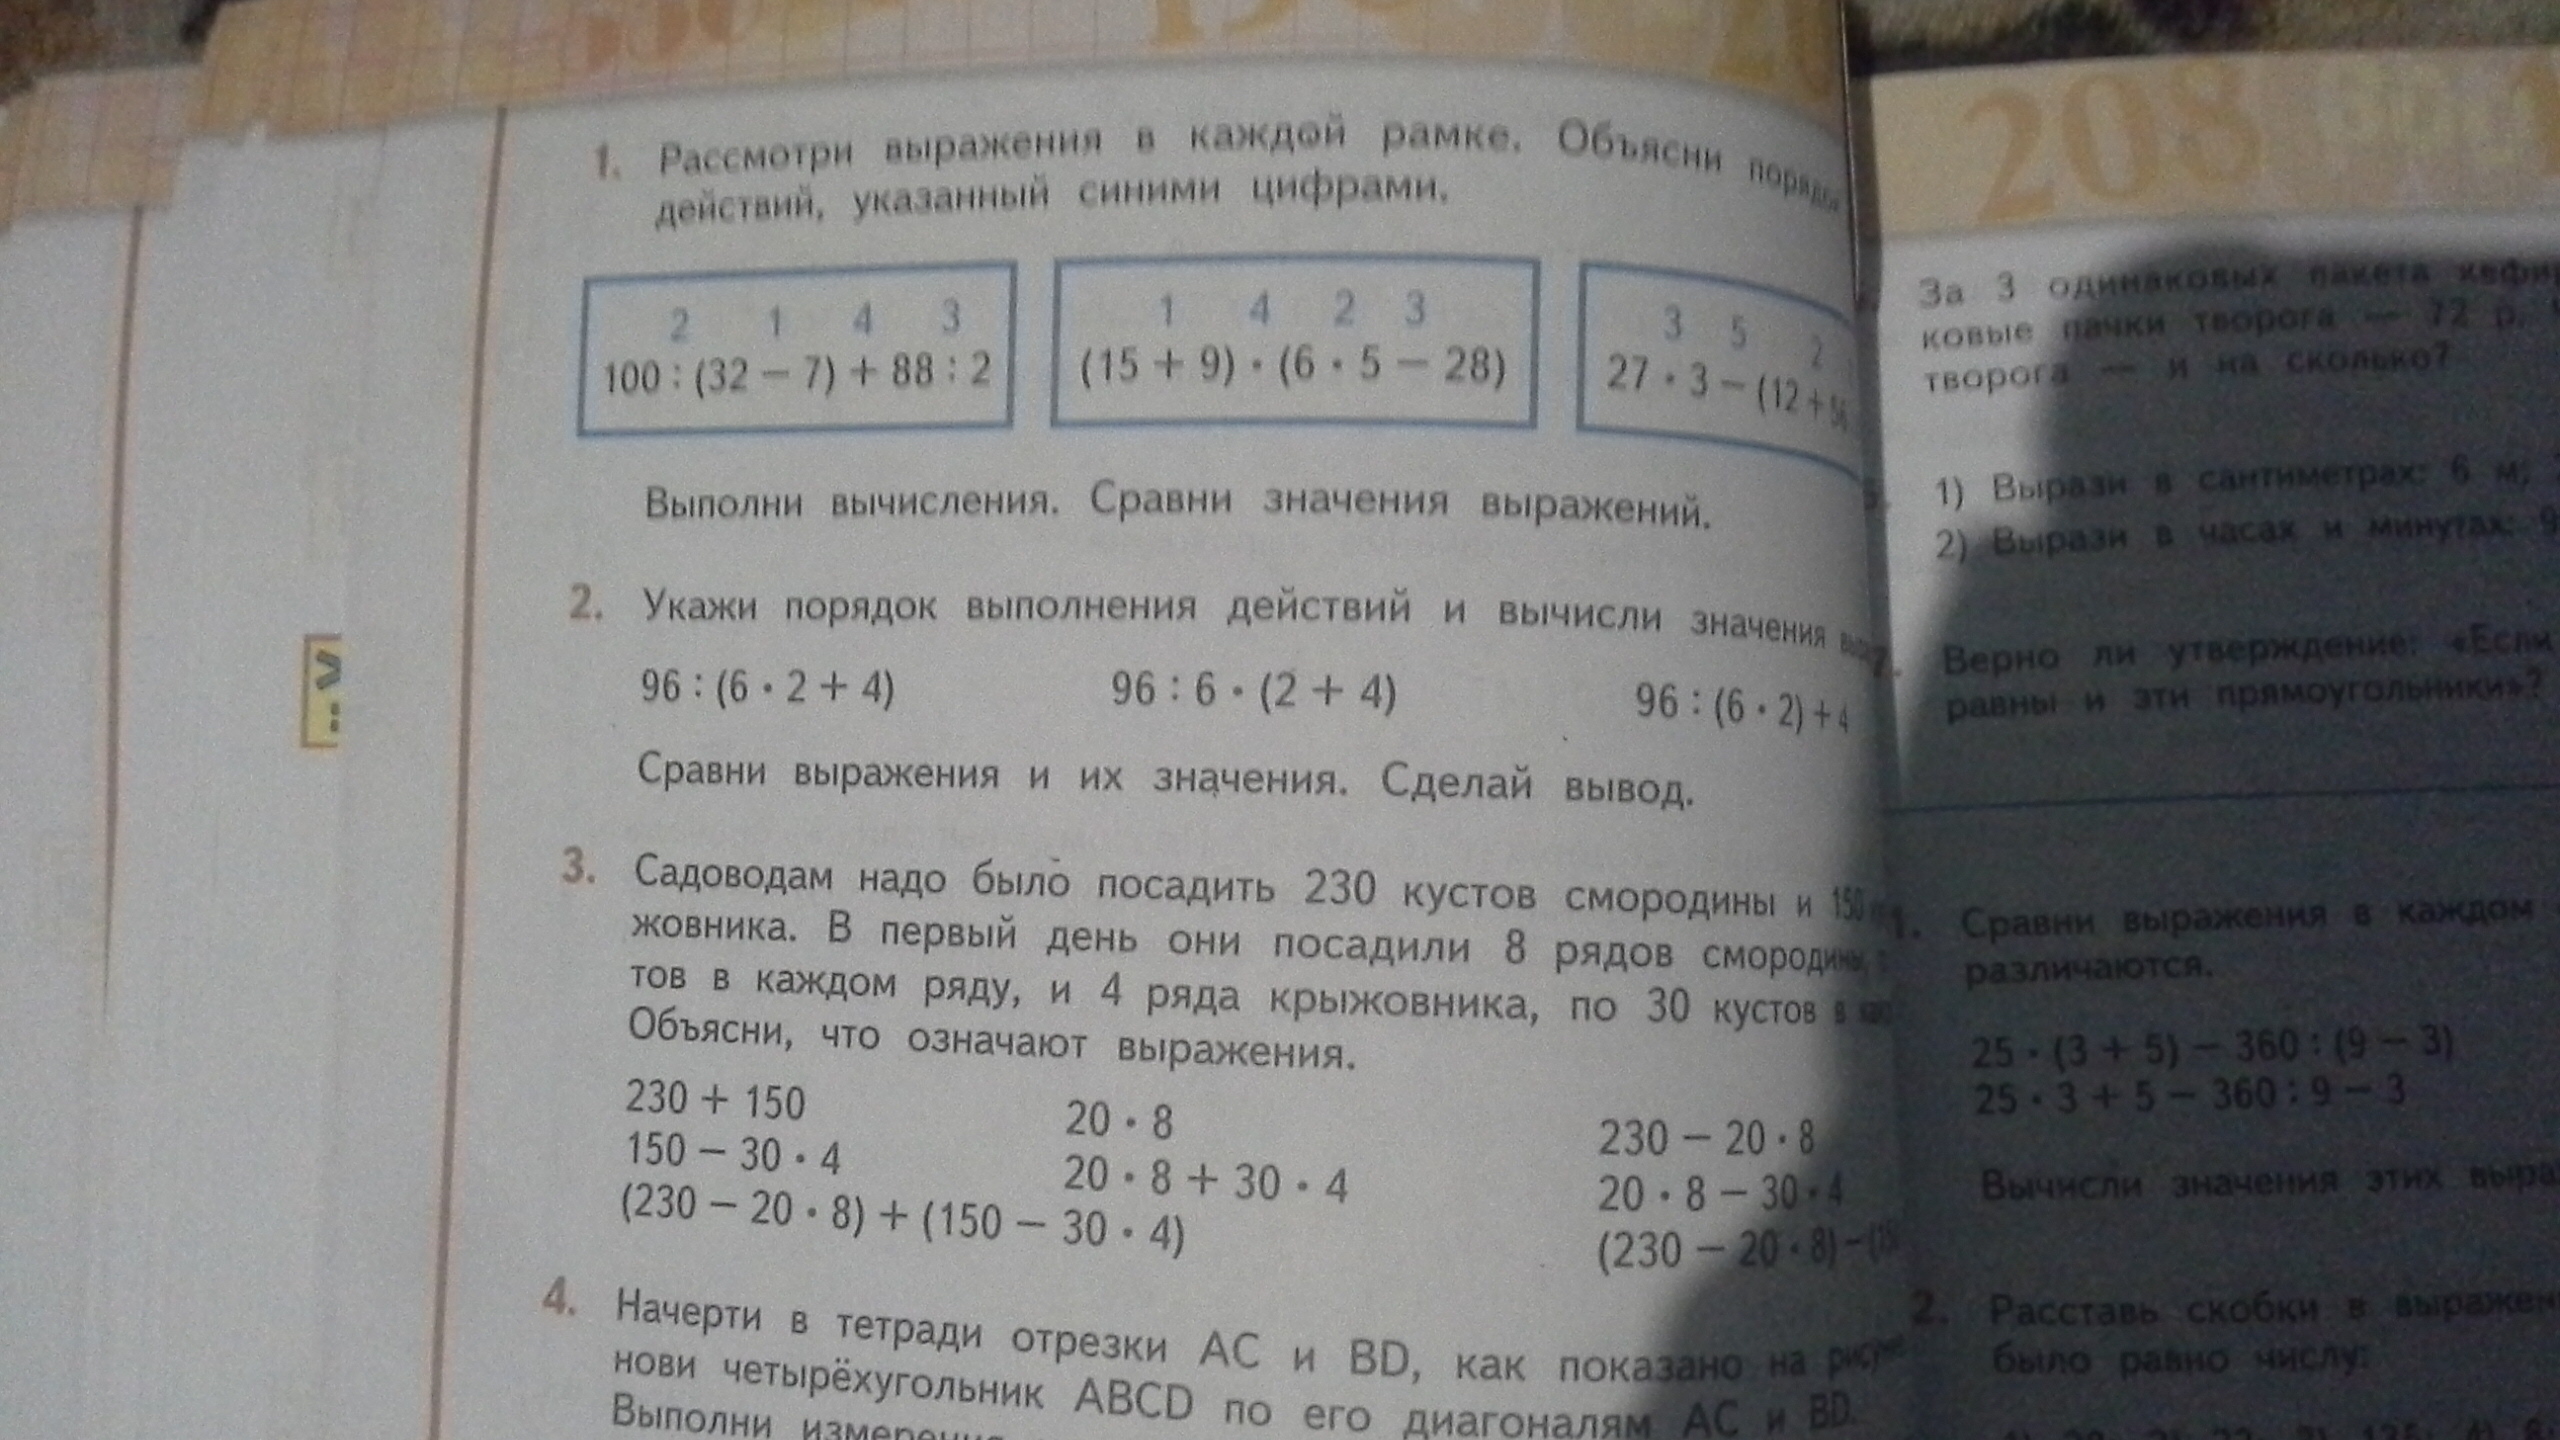 1. Рассмотри выражения в каждой рамке. Объясни
действий, указанный синими цифрами.
2 1 4 3
100 : (32 − 7) + 88 : 2
1 4 2 3
(15 + 9) · (6 · 5 − 28)
3 5 2
27 · 3 − (12 +
Выполни вычисления. Сравни значения выражений.
2. Укажи порядок выполнения действий и вычисли значения
96 : (6 · 2 + 4)
96 : 6 · (2 + 4)
96 : (6 · 2) + 4
Сравни выражения и их значения. Сделай вывод.
3. Садоводам надо было посадить 230 кустов смородины и 150
жовника. В первый день они посадили 8 рядов смородины,
тов в каждом ряду, и 4 ряда крыжовника, по 30 кустов в
Объясни, что означают выражения.
230 + 150
20 · 8
230 − 20 · 8
150 − 30 · 4
20 · 8 + 30 · 4
20 · 8 − 30 · 4
(230 − 20 · 8) + (150 − 30 · 4)
(230 − 20 · 8) −
4. Начерти в тетради отрезки AC и BD, как показано на
нови четырёхугольник ABCD по его диагоналям AC и BD.
Выполни
208
За 3 одинаковых пакета
ковые пачки творога — 72 р.
творога — и на сколько?
1) Вырази в сантиметрах: 6 м;
2) Вырази в часах и минутах:
7. Верно ли утверждение: «Если
равны и эти прямоугольники»?
1. Сравни выражения в каждом
различаются.
25 · (3 + 5) − 360 : (9 − 3)
25 · 3 + 5 − 360 : 9 − 3
Вычисли значения этих
2. Расставь скобки в
было равно числу: